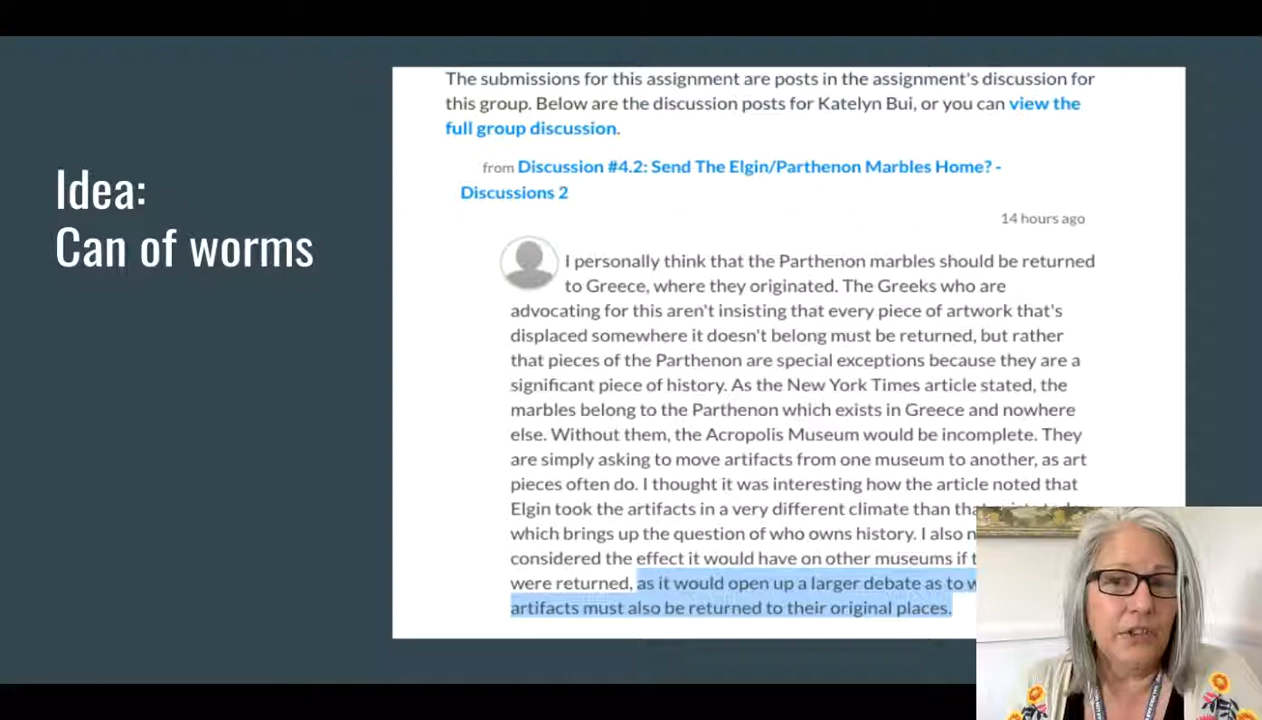 Idea:
Can of worms
The submissions for this assignment are posts in the assignment's discussion for
this group. Below are the discussion posts for Katelyn Bui, or you can view the
full group discussion.
from Discussion #4.2: Send The Elgin/Parthenon Marbles Home? -
Discussions 2
14 hours ago
I personally think that the Parthenon marbles should be returned
to Greece, where they originated. The Greeks who are
advocating for this aren't insisting that every piece of artwork that's
displaced somewhere it doesn't belong must be returned, but rather
that pieces of the Parthenon are special exceptions because they are a
significant piece of history. As the New York Times article stated, the
marbles belong to the Parthenon which exists in Greece and nowhere
else. Without them, the Acropolis Museum would be incomplete. They
are simply asking to move artifacts from one museum to another, as art
pieces often do. I thought it was interesting how the article noted that
Elgin took the artifacts in a very different climate than
which brings up the question of who owns history. I also
considered the effect it would have on other museums if
were returned, as it would open up a larger debate as to
artifacts must also be returned to their original places.